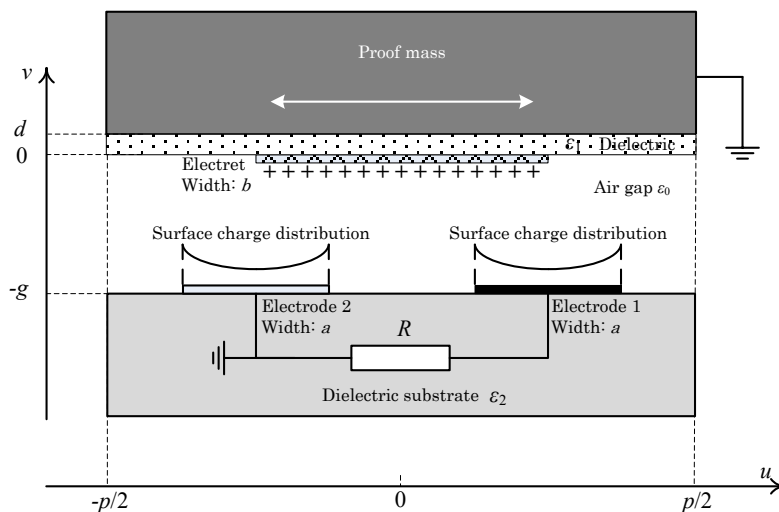 Proof mass
v
d
0
ε₁ Dielectric
Electret
Width: b
+ + + + + + + + + + + + +
Air gap ε₀
Surface charge distribution
Surface charge distribution
-g
Electrode 2
Width: a
Electrode 1
Width: a
R
Dielectric substrate ε₂
u
-p/2
0
p/2